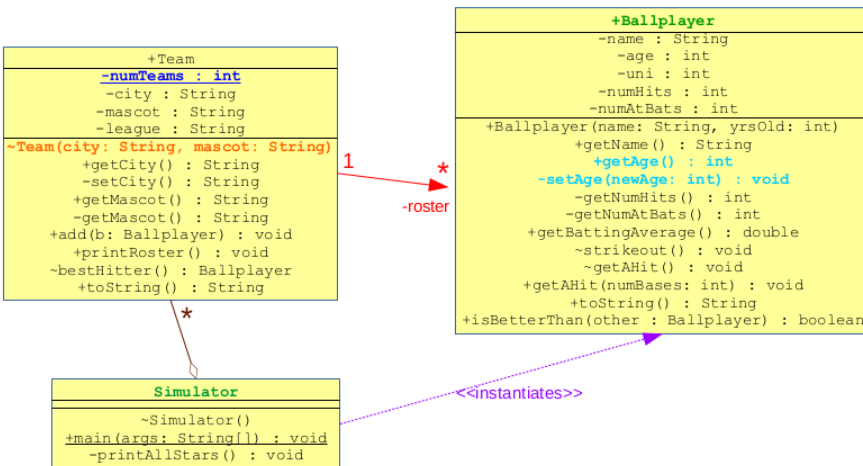 +Team
-numTeams : int
-city : String
-mascot : String
-league : String
~Team(city: String, mascot: String)
+getCity() : String
-setCity() : String
+getMascot() : String
-getMascot() : String
+add(b: Ballplayer) : void
+printRoster() : void
~bestHitter() : Ballplayer
+toString() : String
1
*
-roster
+Ballplayer
-name : String
-age : int
-uni : int
-numHits : int
-numAtBats : int
+Ballplayer(name: String, yrsOld: int)
+getName() : String
+getAge() : int
-setAge(newAge: int) : void
-getNumHits() : int
-getNumAtBats() : int
+getBattingAverage() : double
~strikeout() : void
~getAHit() : void
+getAHit(numBases: int) : void
+toString() : String
+isBetterThan(other : Ballplayer) : boolean
*
<<instantiates>>
Simulator
~Simulator()
+main(args: String[]) : void
-printAllStars() : void